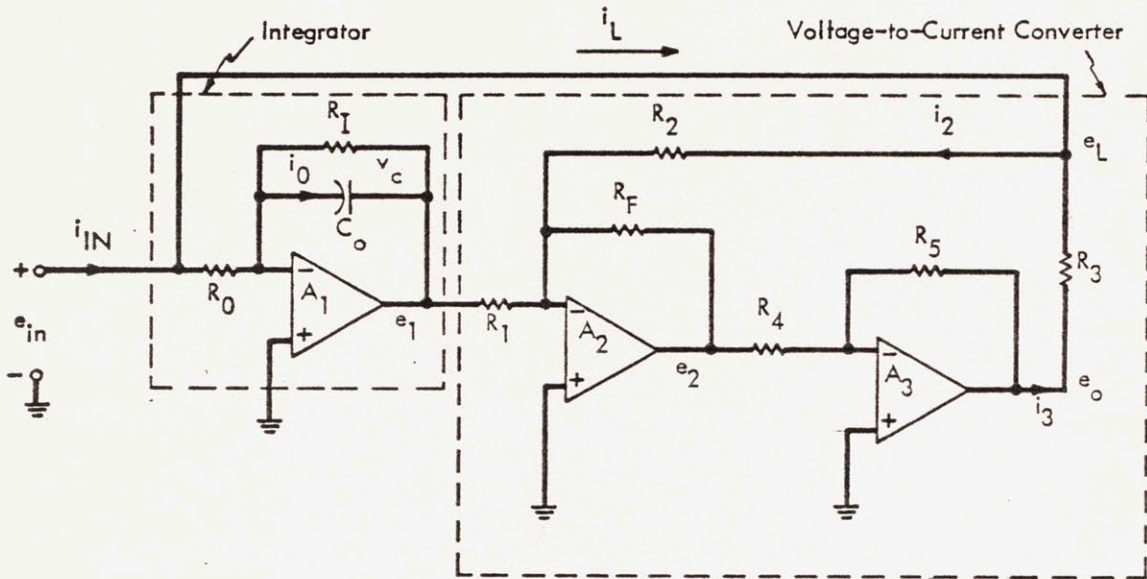 i_L
Integrator
Voltage-to-Current Converter
R_I
R_2
i_2
e_L
i_0
v_c
R_F
i_IN
C_o
R_5
R_3
+
-
R_0
A_1
+
e_in
e_1
R_1
-
A_2
R_4
+
e_2
-
A_3
e_o
-
+
i_3